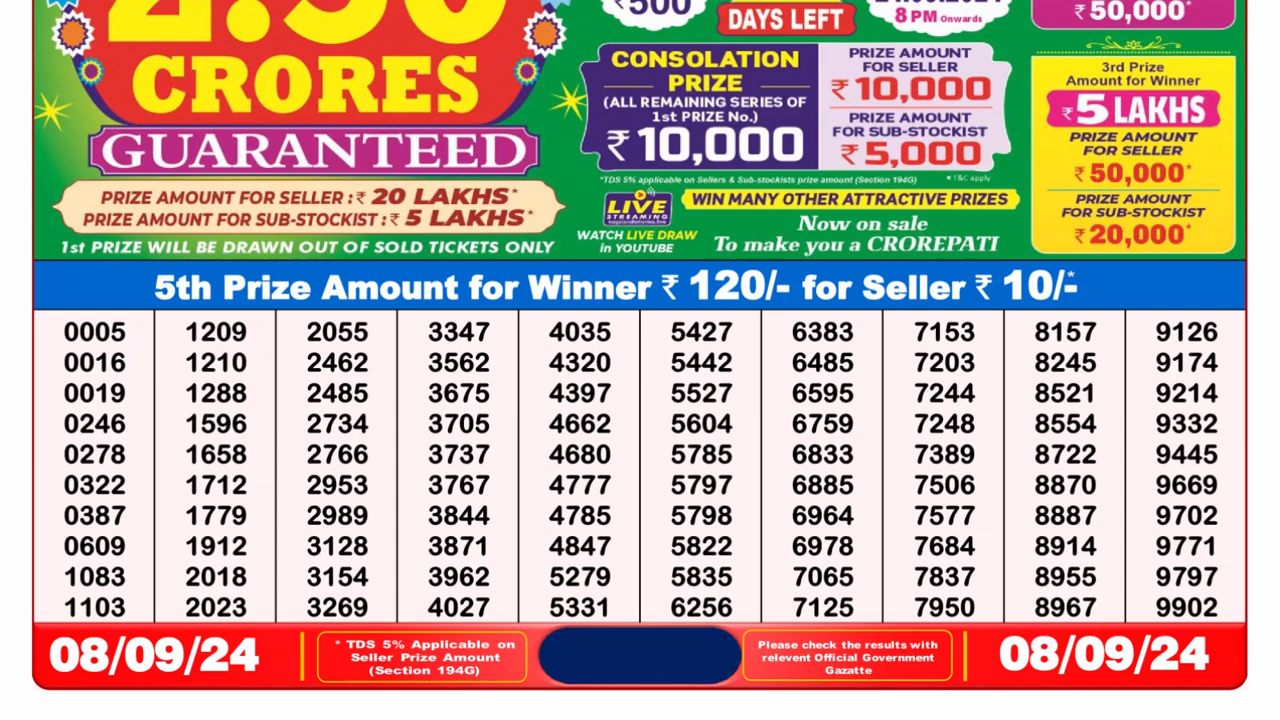 CRORES
GUARANTEED
PRIZE AMOUNT FOR SELLER : ₹ 20 LAKHS*
PRIZE AMOUNT FOR SUB-STOCKIST : ₹ 5 LAKHS*
1st PRIZE WILL BE DRAWN OUT OF SOLD TICKETS ONLY
₹500
DAYS LEFT
8 PM Onwards
CONSOLATION
PRIZE
(ALL REMAINING SERIES OF
1st PRIZE No.)
₹ 10,000
PRIZE AMOUNT
FOR SELLER
₹ 10,000
PRIZE AMOUNT
FOR SUB-STOCKIST
₹ 5,000
*TDS 5% applicable on Sellers & Sub-stockists prize amount (Section 194G)
* T&C apply
LIVE
STREAMING
WATCH LIVE DRAW
in YOUTUBE
WIN MANY OTHER ATTRACTIVE PRIZES
Now on sale
To make you a CROREPATI
₹ 50,000*
3rd Prize
Amount for Winner
₹ 5 LAKHS
PRIZE AMOUNT
FOR SELLER
₹ 50,000*
PRIZE AMOUNT
FOR SUB-STOCKIST
₹ 20,000*
5th Prize Amount for Winner ₹ 120/- for Seller ₹ 10/-*
0005 1209 2055 3347 4035 5427 6383 7153 8157 9126
0016 1210 2462 3562 4320 5442 6485 7203 8245 9174
0019 1288 2485 3675 4397 5527 6595 7244 8521 9214
0246 1596 2734 3705 4662 5604 6759 7248 8554 9332
0278 1658 2766 3737 4680 5785 6833 7389 8722 9445
0322 1712 2953 3767 4777 5797 6885 7506 8870 9669
0387 1779 2989 3844 4785 5798 6964 7577 8887 9702
0609 1912 3128 3871 4847 5822 6978 7684 8914 9771
1083 2018 3154 3962 5279 5835 7065 7837 8955 9797
1103 2023 3269 4027 5331 6256 7125 7950 8967 9902
08/09/24
* TDS 5% Applicable on
Seller Prize Amount
(Section 194G)
Please check the results with
relevent Official Government
Gazatte
08/09/24